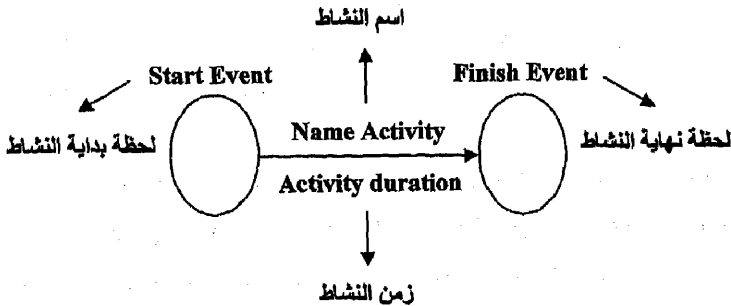 اسم النشاط
Start Event
Finish Event
لحظة بداية النشاط
Name Activity
لحظة نهاية النشاط
Activity duration
زمن النشاط